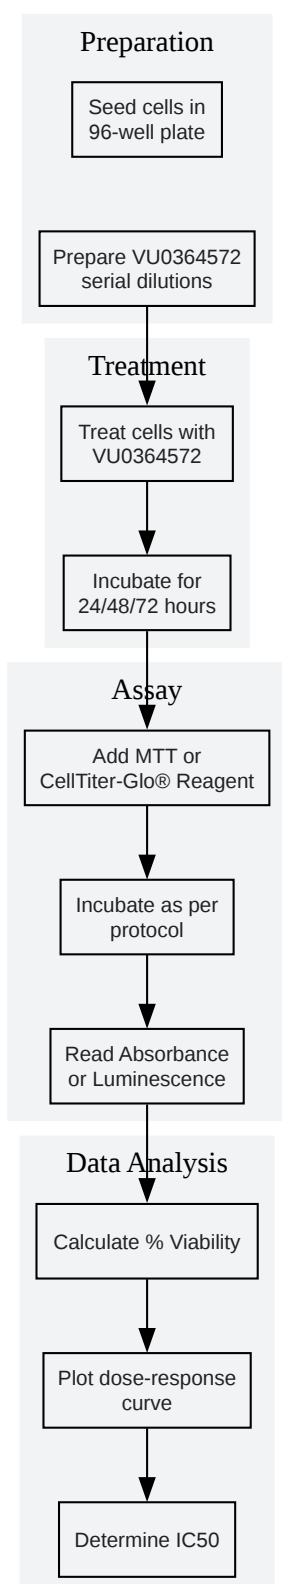 Preparation
Seed cells in
96-well plate
Prepare VU0364572
serial dilutions
Treatment
Treat cells with
VU0364572
Incubate for
24/48/72 hours
Assay
Add MTT or
CellTiter-Glo® Reagent
Incubate as per
protocol
Read Absorbance
or Luminescence
Data Analysis
Calculate % Viability
Plot dose-response
curve
Determine IC50